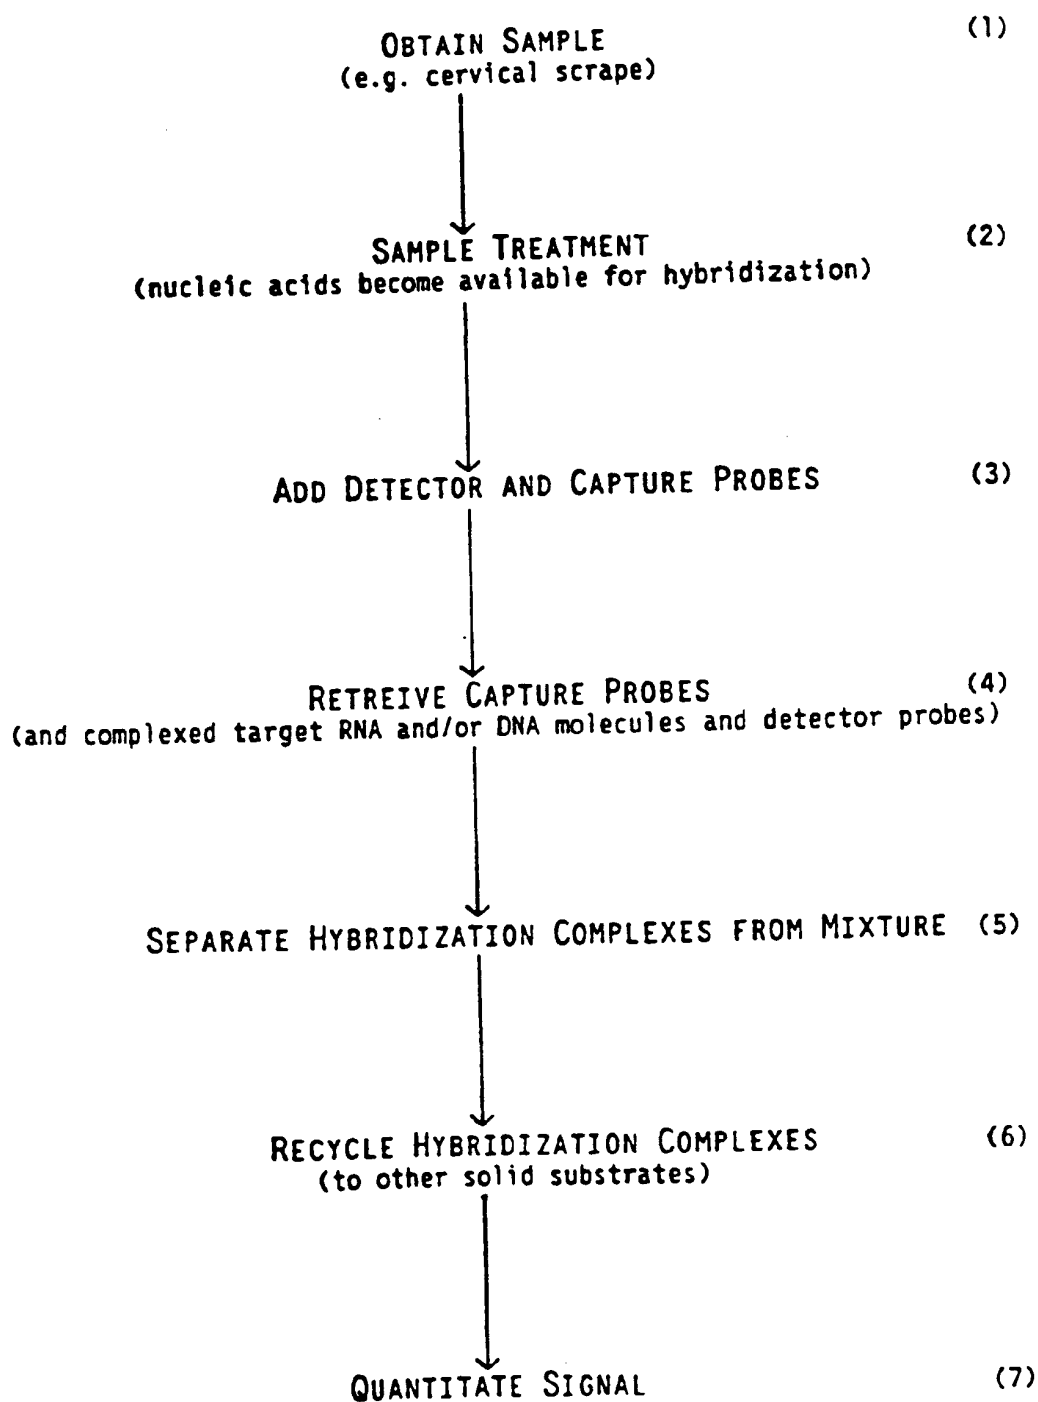 OBTAIN SAMPLE (1)
(e.g. cervical scrape)
SAMPLE TREATMENT (2)
(nucleic acids become available for hybridization)
ADD DETECTOR AND CAPTURE PROBES (3)
RETREIVE CAPTURE PROBES (4)
(and complexed target RNA and/or DNA molecules and detector probes)
SEPARATE HYBRIDIZATION COMPLEXES FROM MIXTURE (5)
RECYCLE HYBRIDIZATION COMPLEXES (6)
(to other solid substrates)
QUANTITATE SIGNAL (7)